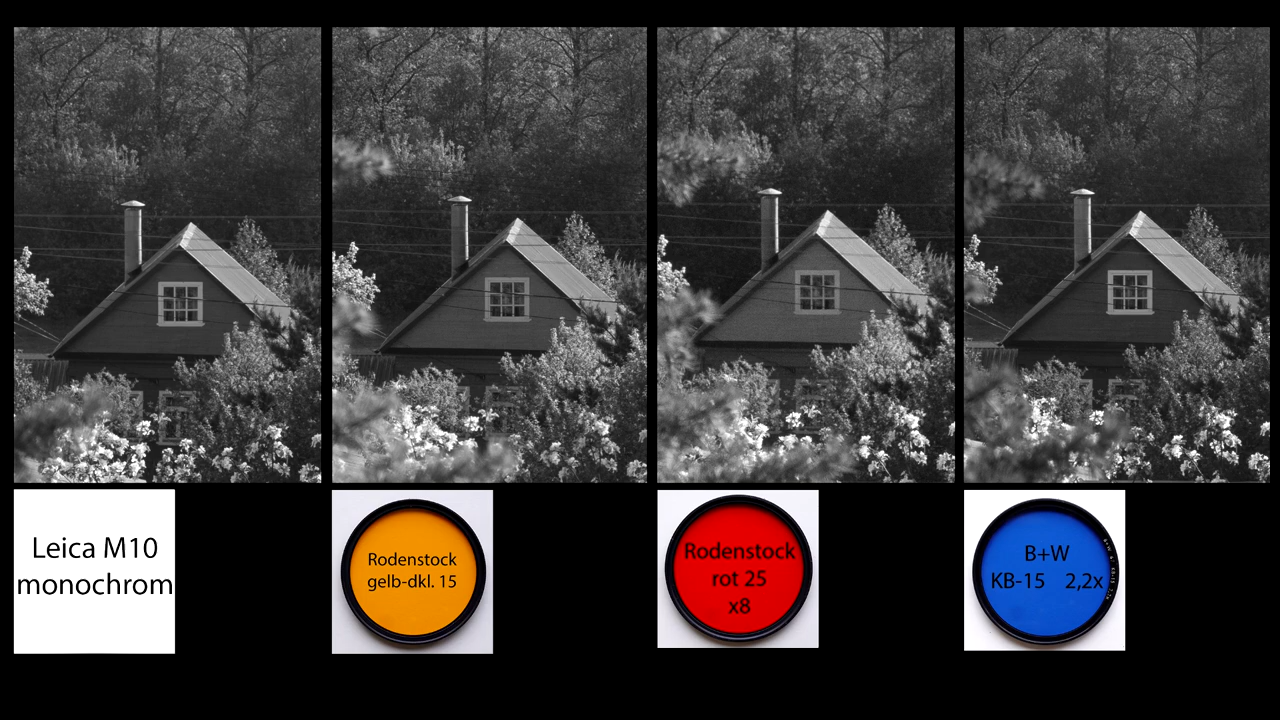 Leica M10
monochrom
Rodenstock
gelb-dkl. 15
Rodenstock
rot 25
x8
B+W
KB-15 2,2x